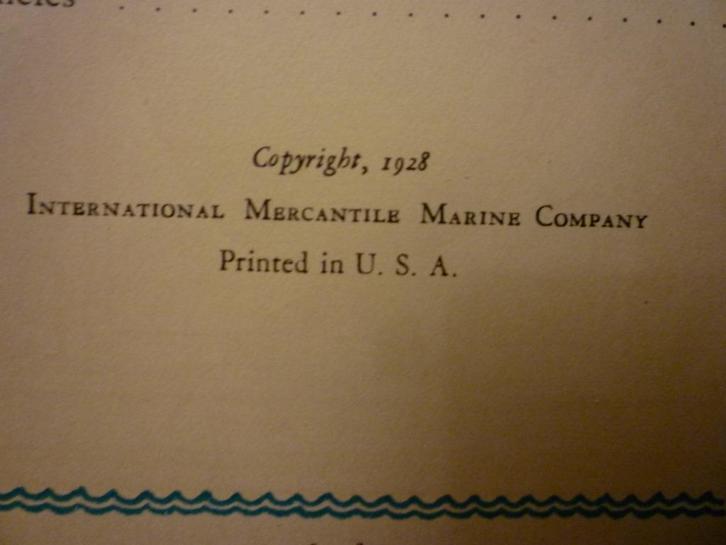 Copyright, 1928
INTERNATIONAL MERCANTILE MARINE COMPANY
Printed in U. S. A.